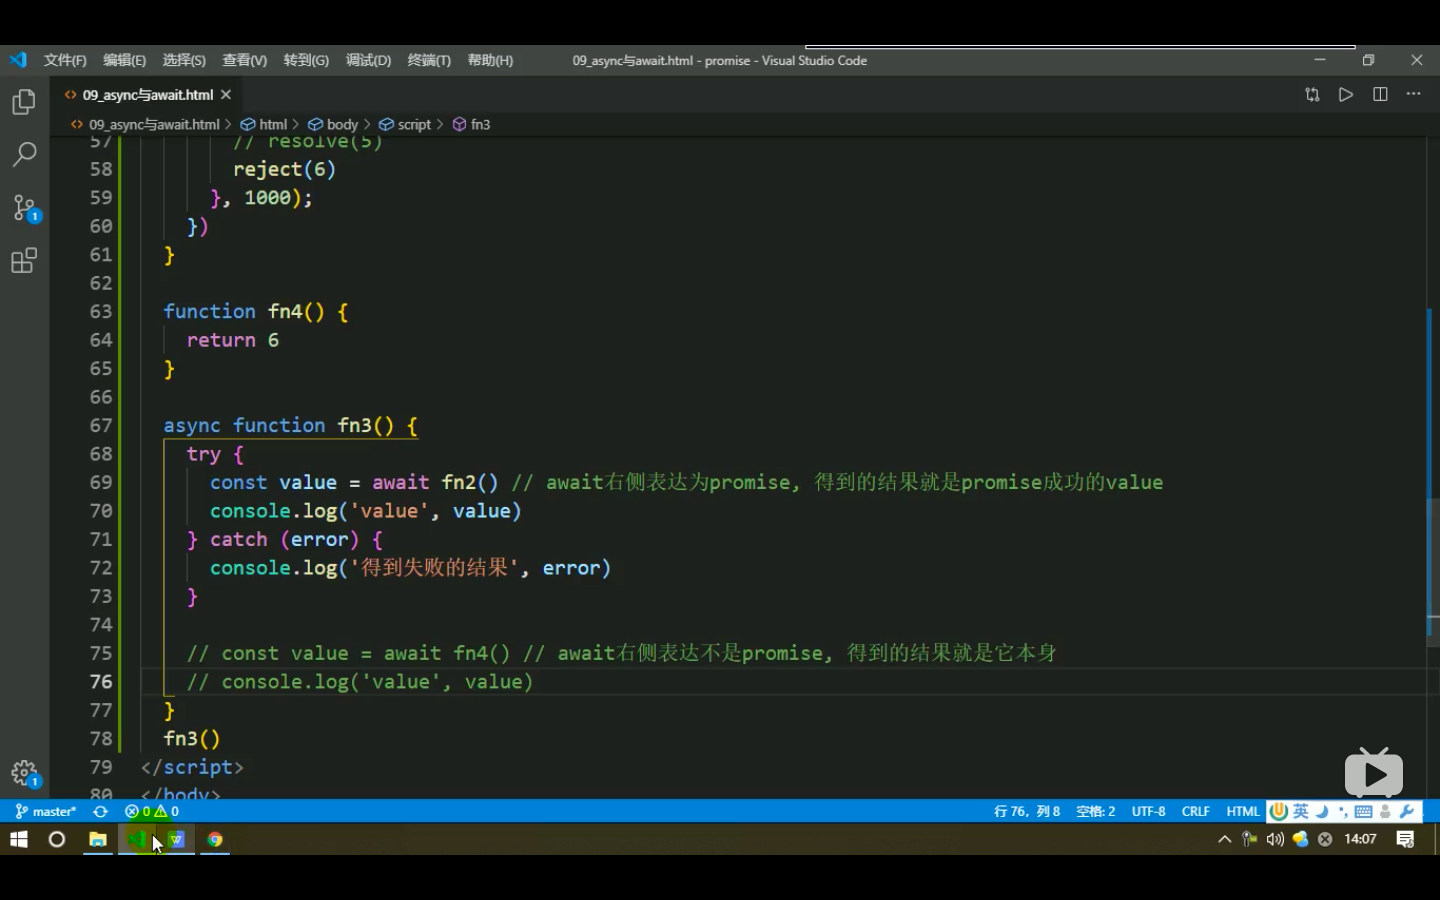 文件(F) 编辑(E) 选择(S) 查看(V) 转到(G) 调试(D) 终端(T) 帮助(H) 09_async与await.html - promise - Visual Studio Code
09_async与await.html
09_async与await.html > html > body > script > fn3
57 // resolve(5)
58 reject(6)
59 }, 1000);
60 })
61 }
62
63 function fn4() {
64 return 6
65 }
66
67 async function fn3() {
68 try {
69 const value = await fn2() // await右侧表达为promise, 得到的结果就是promise成功的value
70 console.log('value', value)
71 } catch (error) {
72 console.log('得到失败的结果', error)
73 }
74
75 // const value = await fn4() // await右侧表达不是promise, 得到的结果就是它本身
76 // console.log('value', value)
77 }
78 fn3()
79 </script>
80 </body>
1
1
master* 0 0 行 76, 列 8 空格: 2 UTF-8 CRLF HTML 英
14:07